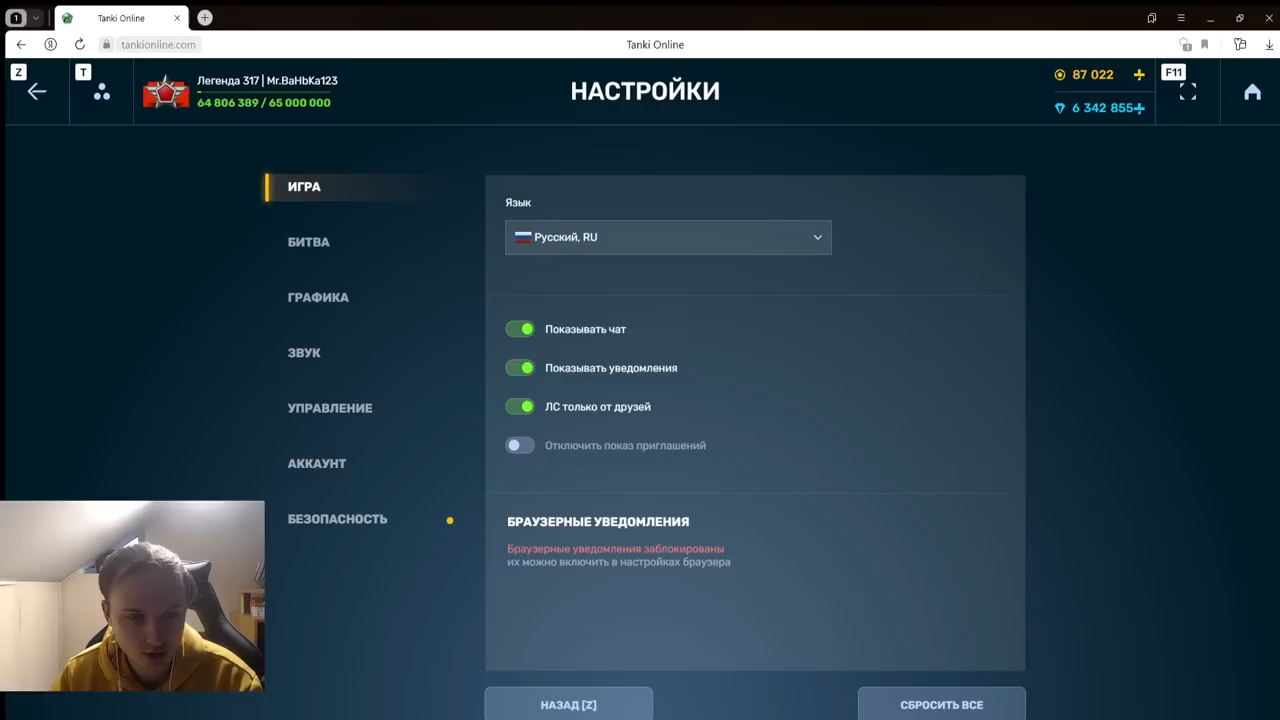 1
Tanki Online
tankionline.com
Tanki Online
Z
T
Легенда 317 | Mr.BaHbKa123
64 806 389 / 65 000 000
НАСТРОЙКИ
87 022
6 342 855
F11
ИГРА
БИТВА
ГРАФИКА
ЗВУК
УПРАВЛЕНИЕ
АККАУНТ
БЕЗОПАСНОСТЬ
Язык
Русский, RU
Показывать чат
Показывать уведомления
ЛС только от друзей
Отключить показ приглашений
БРАУЗЕРНЫЕ УВЕДОМЛЕНИЯ
Браузерные уведомления заблокированы
их можно включить в настройках браузера
НАЗАД [Z]
СБРОСИТЬ ВСЕ